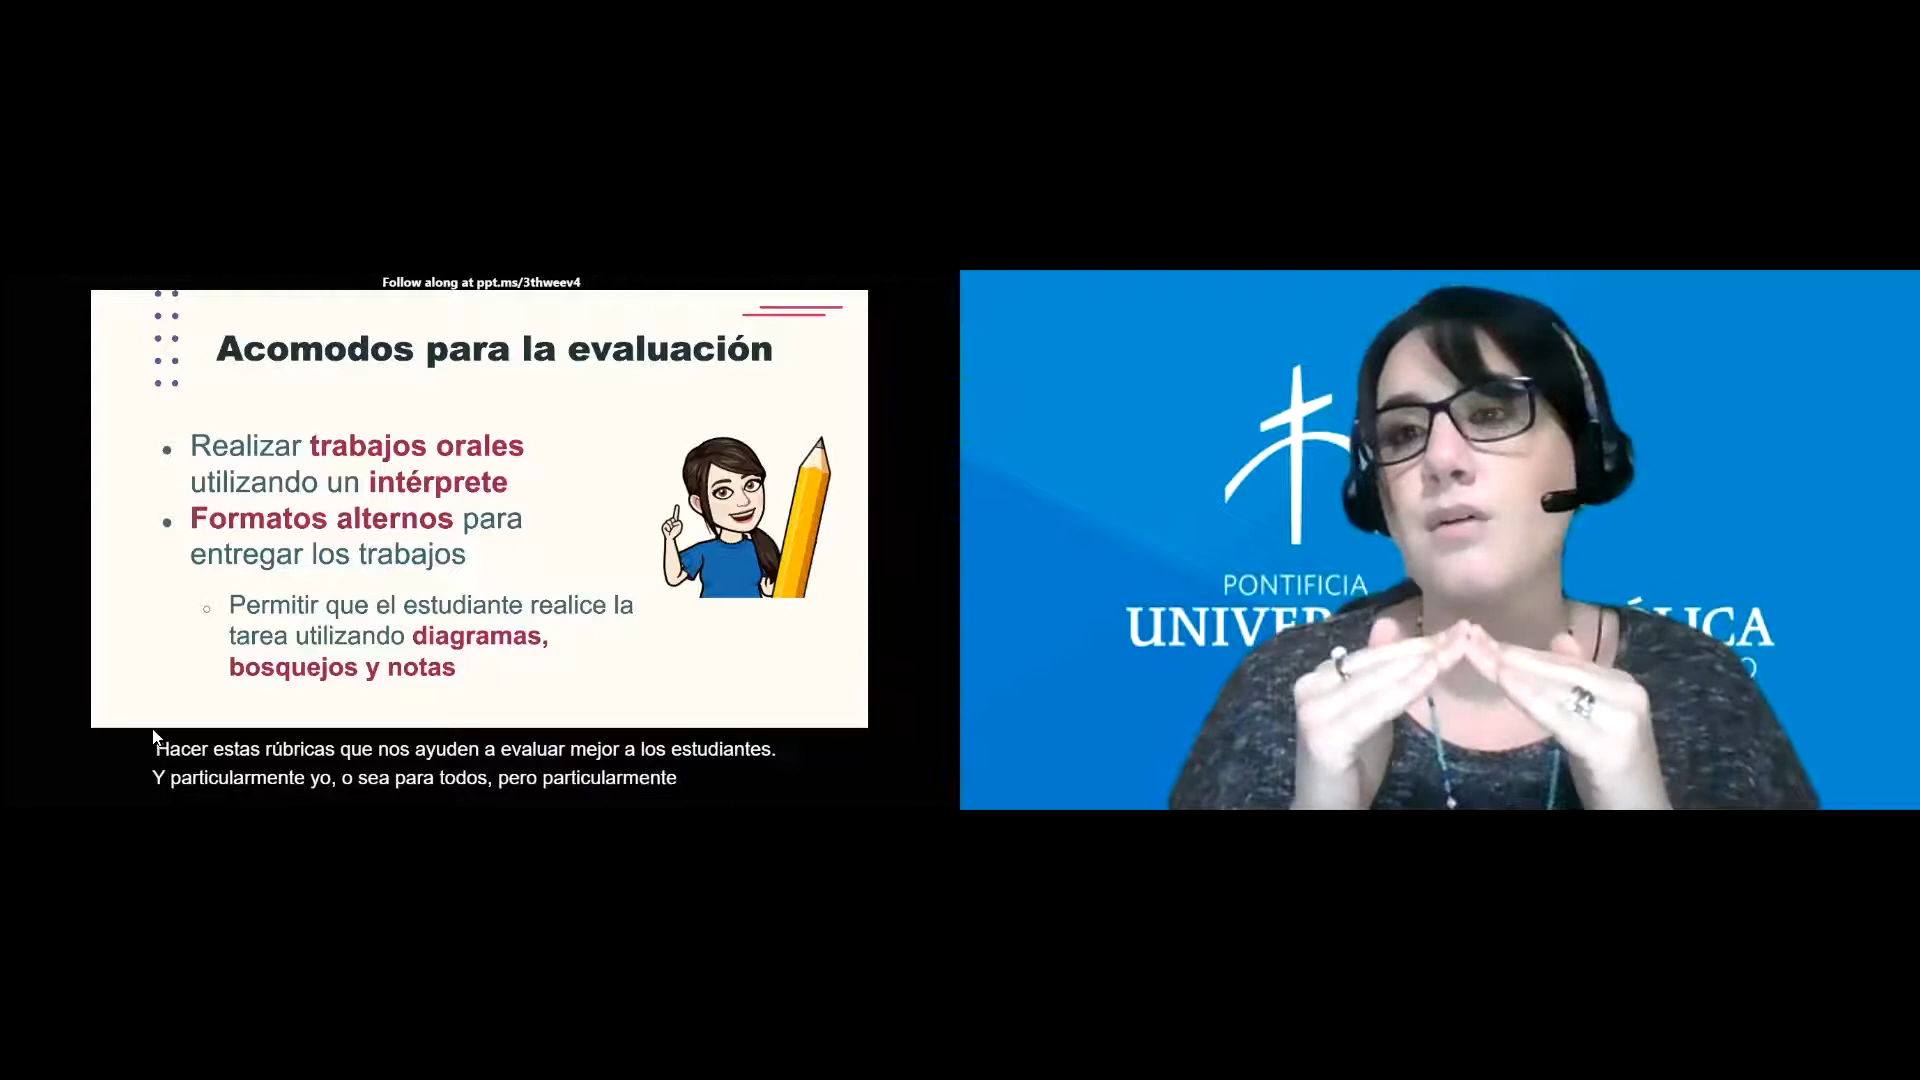 Follow along at ppt.ms/3thweev4
Acomodos para la evaluación
Realizar trabajos orales
utilizando un intérprete
Formatos alternos para
entregar los trabajos
Permitir que el estudiante realice la
tarea utilizando diagramas,
bosquejos y notas
Hacer estas rúbricas que nos ayuden a evaluar mejor a los estudiantes.
Y particularmente yo, o sea para todos, pero particularmente
PONTIFICIA